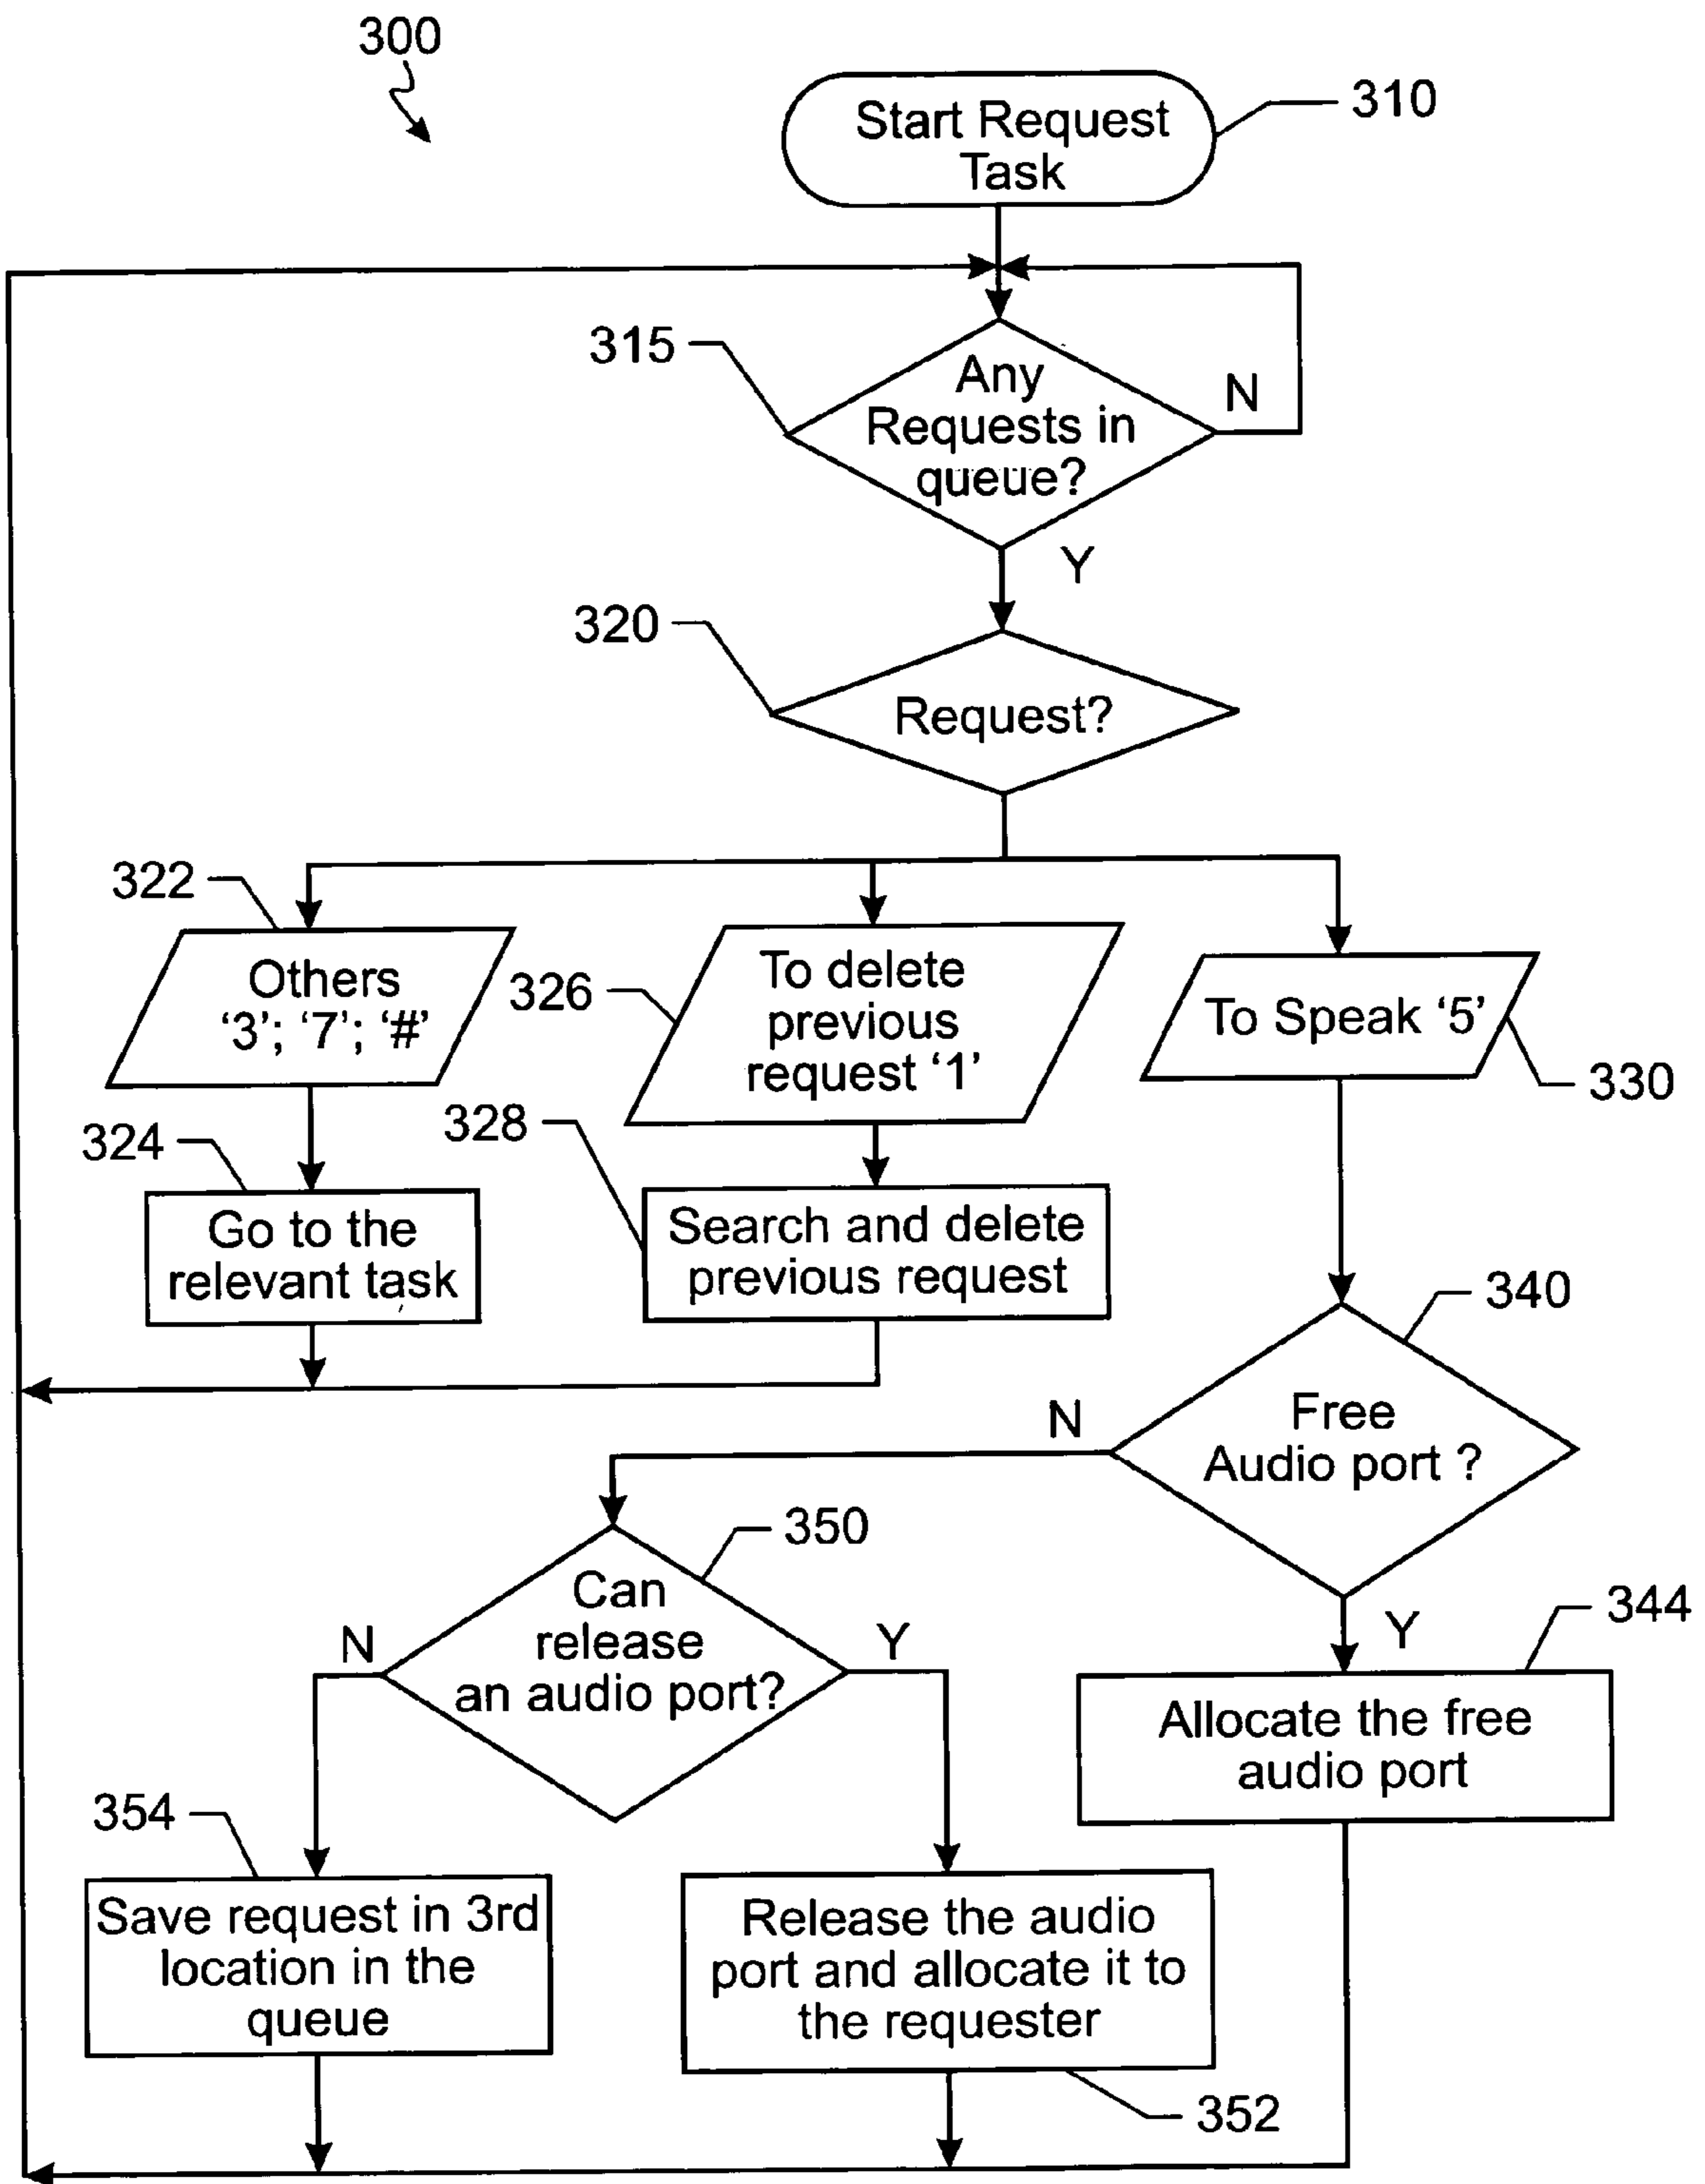 300
Start Request
Task
310
315
Any
Requests in
queue?
N
Y
320
Request?
322
Others
‘3’; ‘7’; ‘#’
326
To delete
previous
request ‘1’
To Speak ‘5’
330
324
Go to the
relevant task
328
Search and delete
previous request
340
Free
Audio port ?
N
Y
350
Can
release
an audio port?
N
Y
344
Allocate the free
audio port
354
Save request in 3rd
location in the
queue
Release the audio
port and allocate it to
the requester
352